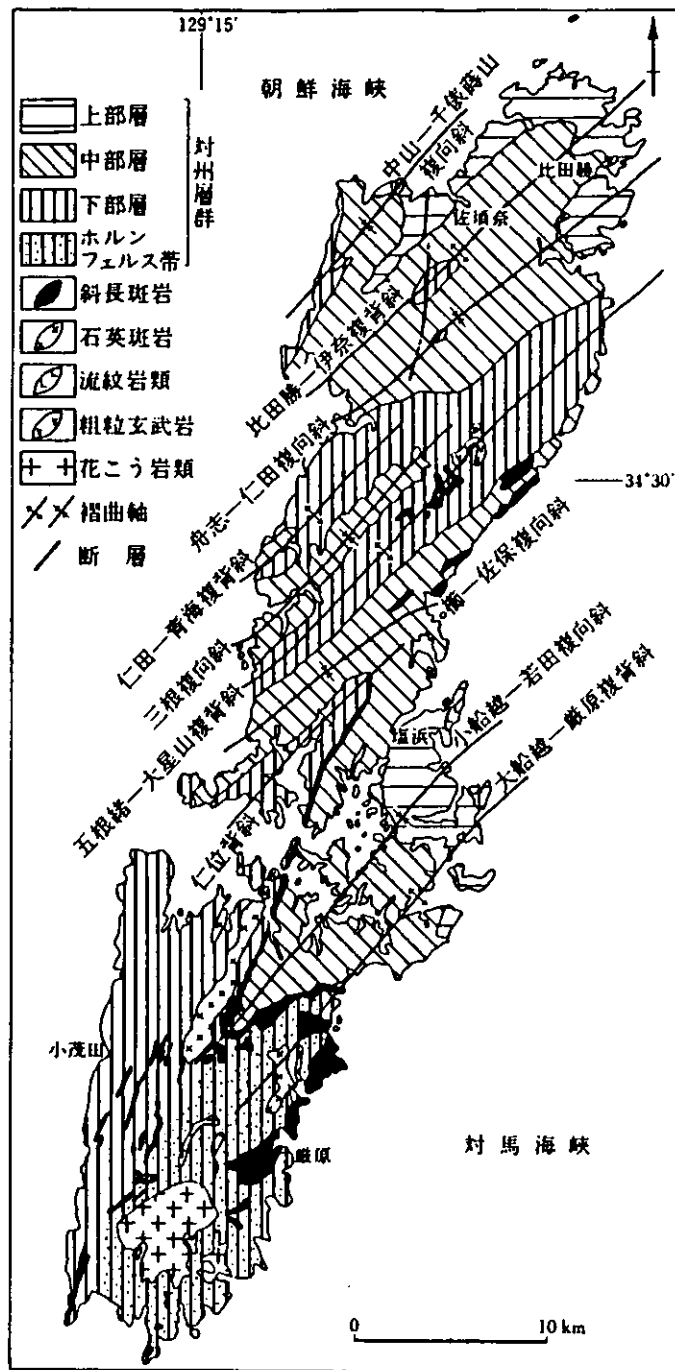 129°15′
朝鮮海峡
上部層
中部層
下部層
ホルン
フェルス帯
対州層群
斜長斑岩
石英斑岩
流紋岩類
粗粒玄武岩
花こう岩類
褶曲軸
断層
中山―千俵蒔山
複向斜
比田勝
佐須奈
比田勝―伊奈複背斜
舟志―仁田複向斜
34°30′
仁田―青海複背斜
櫛―佐保複向斜
三根複向斜
五根緒―大星山複背斜
塩浜
小船越―若田複向斜
大船越―厳原複背斜
仁位背斜
小茂田
厳原
対馬海峡
0 10 km